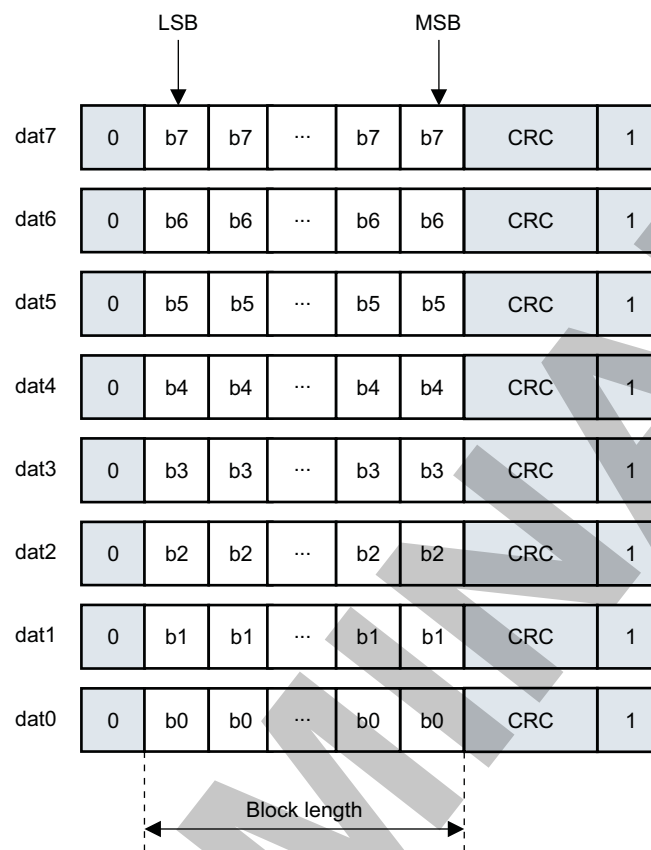 LSB MSB
dat7 0 b7 b7 ... b7 b7 CRC 1
dat6 0 b6 b6 ... b6 b6 CRC 1
dat5 0 b5 b5 ... b5 b5 CRC 1
dat4 0 b4 b4 ... b4 b4 CRC 1
dat3 0 b3 b3 ... b3 b3 CRC 1
dat2 0 b2 b2 ... b2 b2 CRC 1
dat1 0 b1 b1 ... b1 b1 CRC 1
dat0 0 b0 b0 ... b0 b0 CRC 1
Block length